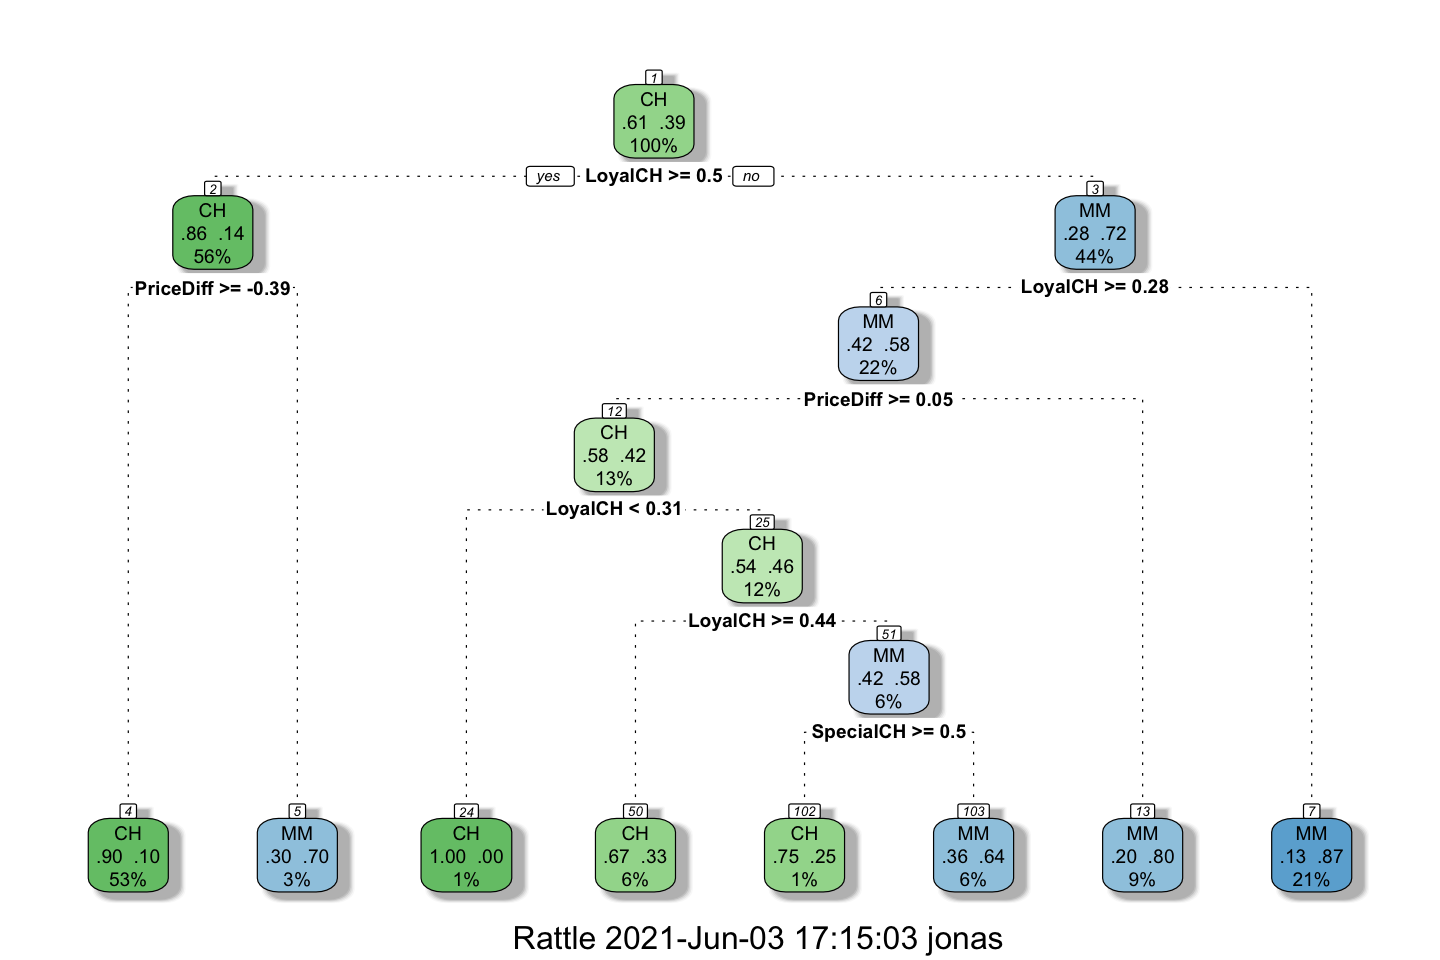 1
CH
.61 .39
100%
yes LoyalCH >= 0.5 no
2
CH
.86 .14
56%
PriceDiff >= -0.39
3
MM
.28 .72
44%
LoyalCH >= 0.28
6
MM
.42 .58
22%
PriceDiff >= 0.05
12
CH
.58 .42
13%
LoyalCH < 0.31
25
CH
.54 .46
12%
LoyalCH >= 0.44
51
MM
.42 .58
6%
SpecialCH >= 0.5
4
CH
.90 .10
53%
5
MM
.30 .70
3%
24
CH
1.00 .00
1%
50
CH
.67 .33
6%
102
CH
.75 .25
1%
103
MM
.36 .64
6%
13
MM
.20 .80
9%
7
MM
.13 .87
21%
Rattle 2021-Jun-03 17:15:03 jonas